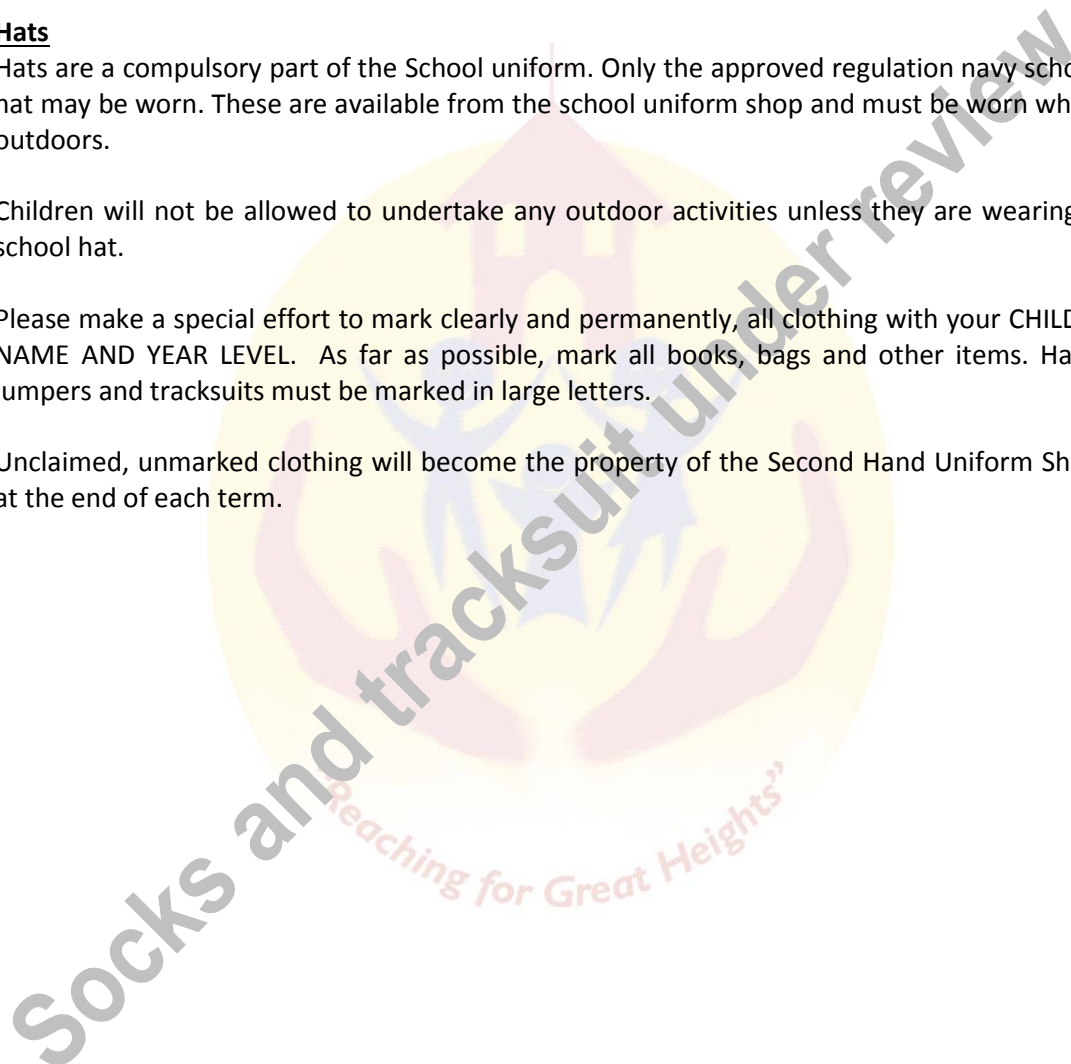 Hats
Hats are a compulsory part of the School uniform. Only the approved regulation navy scho
hat may be worn. These are available from the school uniform shop and must be worn wh
outdoors.
Children will not be allowed to undertake any outdoor activities unless they are wearing
school hat.
Please make a special effort to mark clearly and permanently, all clothing with your CHILD
NAME AND YEAR LEVEL. As far as possible, mark all books, bags and other items. Ha
jumpers and tracksuits must be marked in large letters.
Unclaimed, unmarked clothing will become the property of the Second Hand Uniform Sh
at the end of each term.
Socks and tracksuit under review
"Reaching for Great Heights"